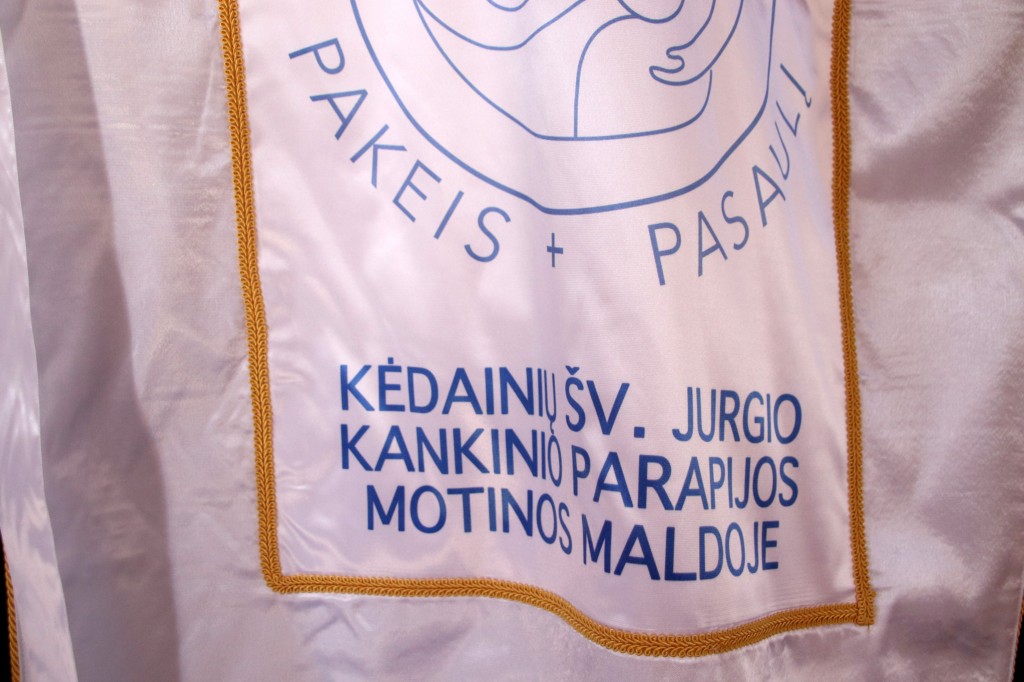 PAKEIS + PASAULĮ
KĖDAINIŲ ŠV. JURGIO
KANKINIO PARAPIJOS
MOTINOS MALDOJE